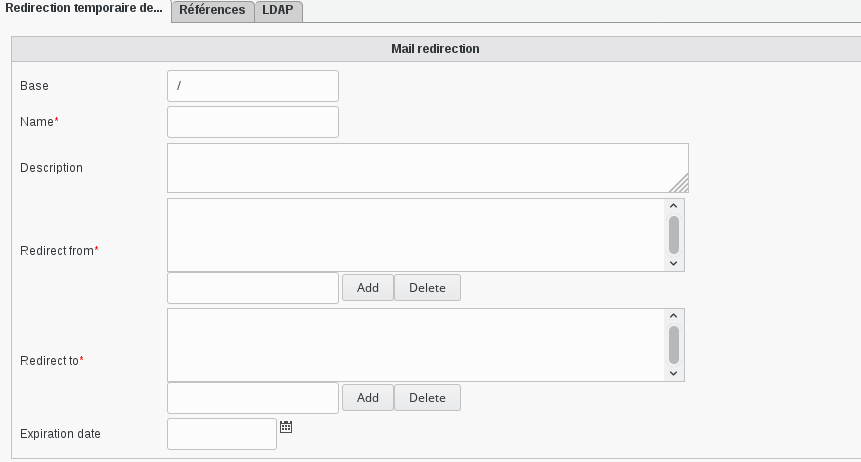 Redirection temporaire de... Références LDAP
Mail redirection
Base /
Name*
Description
Redirect from*
Add Delete
Redirect to*
Add Delete
Expiration date